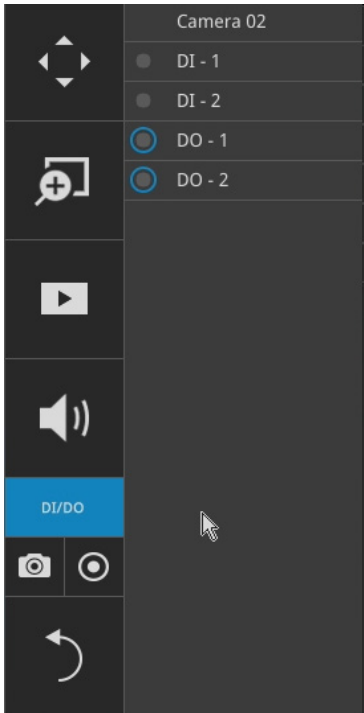 Camera 02
DI - 1
DI - 2
DO - 1
DO - 2
DI/DO